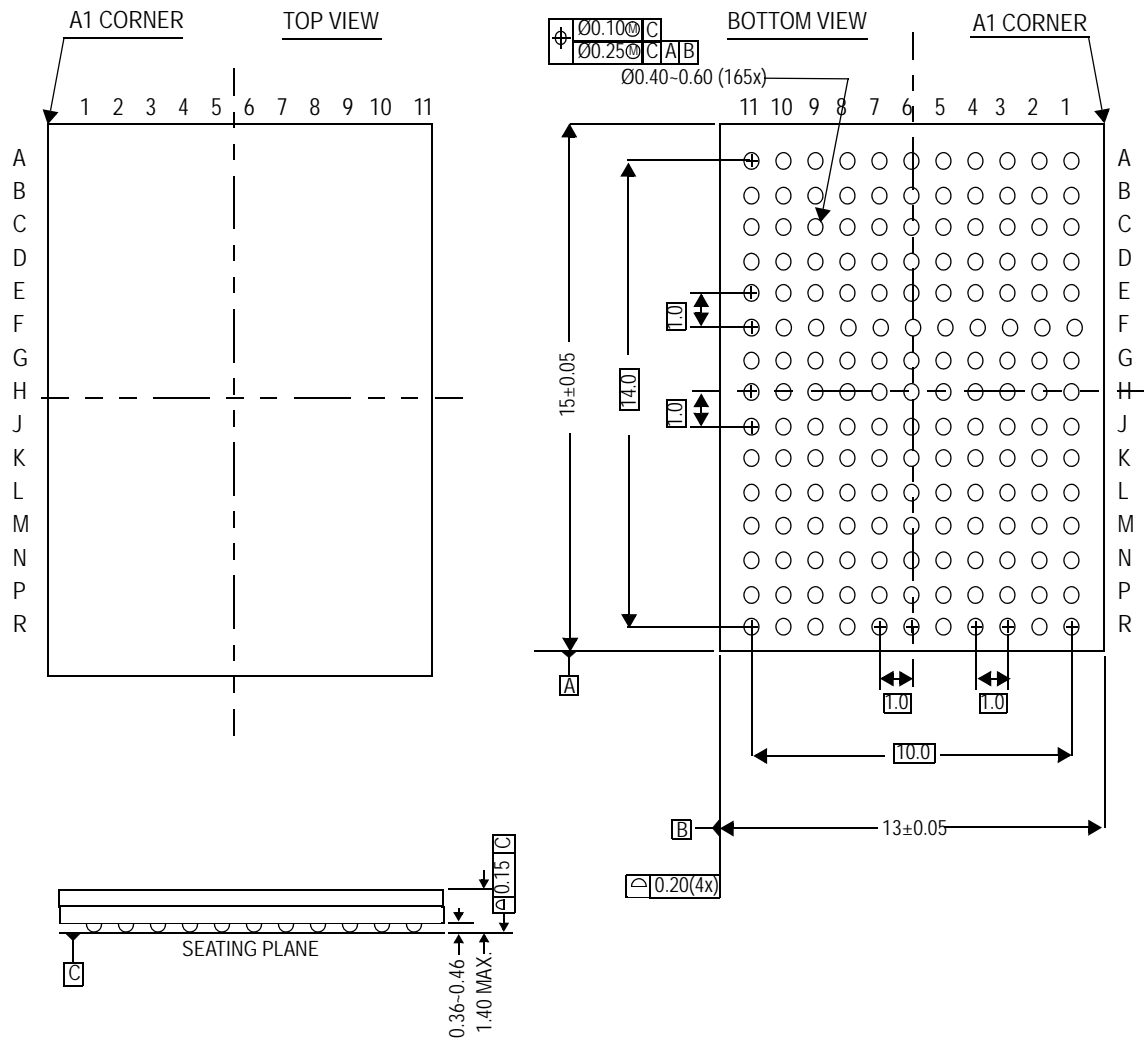 A1 CORNER
TOP VIEW
1 2 3 4 5 6 7 8 9 10 11
A
B
C
D
E
F
G
H
J
K
L
M
N
P
R
Ø0.10Ⓜ C
Ø0.25Ⓜ C A B
Ø0.40~0.60 (165x)
BOTTOM VIEW
A1 CORNER
11 10 9 8 7 6 5 4 3 2 1
A
B
C
D
E
F
G
H
J
K
L
M
N
P
R
1.0
1.0
15±0.05
14.0
A
1.0
1.0
10.0
B
13±0.05
0.20(4x)
0.15 C
SEATING PLANE
C
0.36~0.46
1.40 MAX.